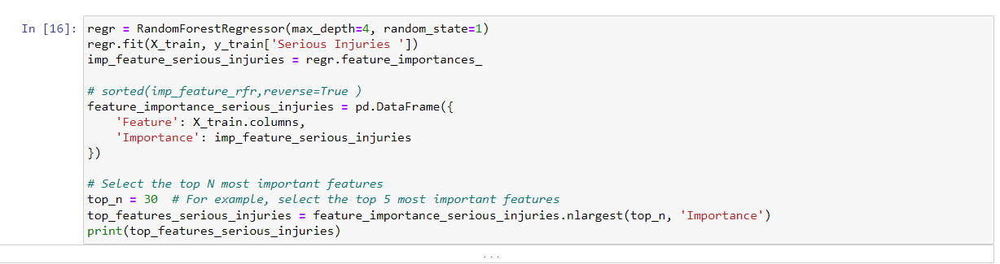 In [16]: regr = RandomForestRegressor(max_depth=4, random_state=1)
regr.fit(X_train, y_train['Serious Injuries '])
imp_feature_serious_injuries = regr.feature_importances_
# sorted(imp_feature_rfr,reverse=True )
feature_importance_serious_injuries = pd.DataFrame({
    'Feature': X_train.columns,
    'Importance': imp_feature_serious_injuries
})
# Select the top N most important features
top_n = 30  # For example, select the top 5 most important features
top_features_serious_injuries = feature_importance_serious_injuries.nlargest(top_n, 'Importance')
print(top_features_serious_injuries)
...